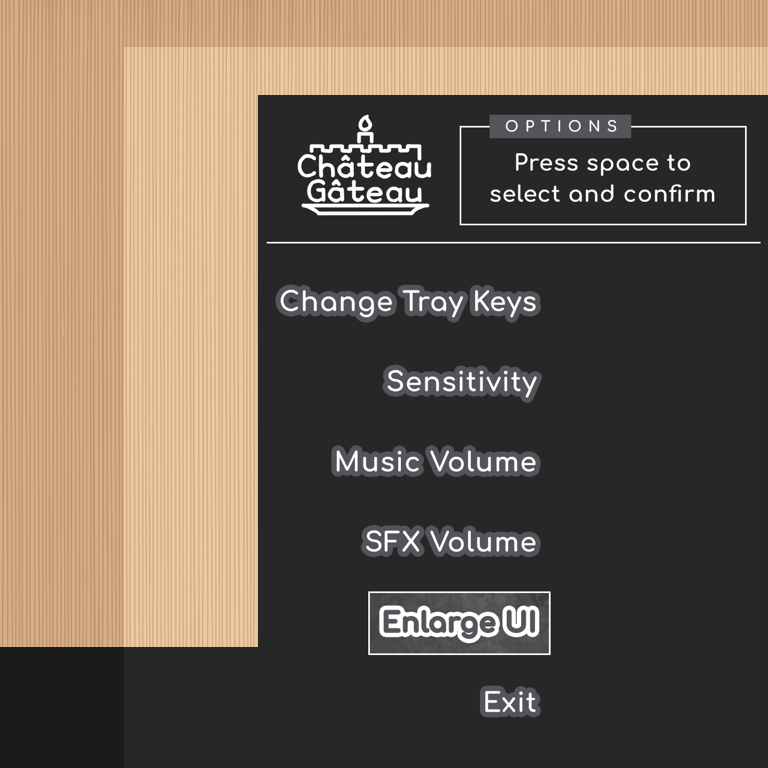 Château
Gâteau
OPTIONS
Press space to
select and confirm
Change Tray Keys
Sensitivity
Music Volume
SFX Volume
Enlarge UI
Exit